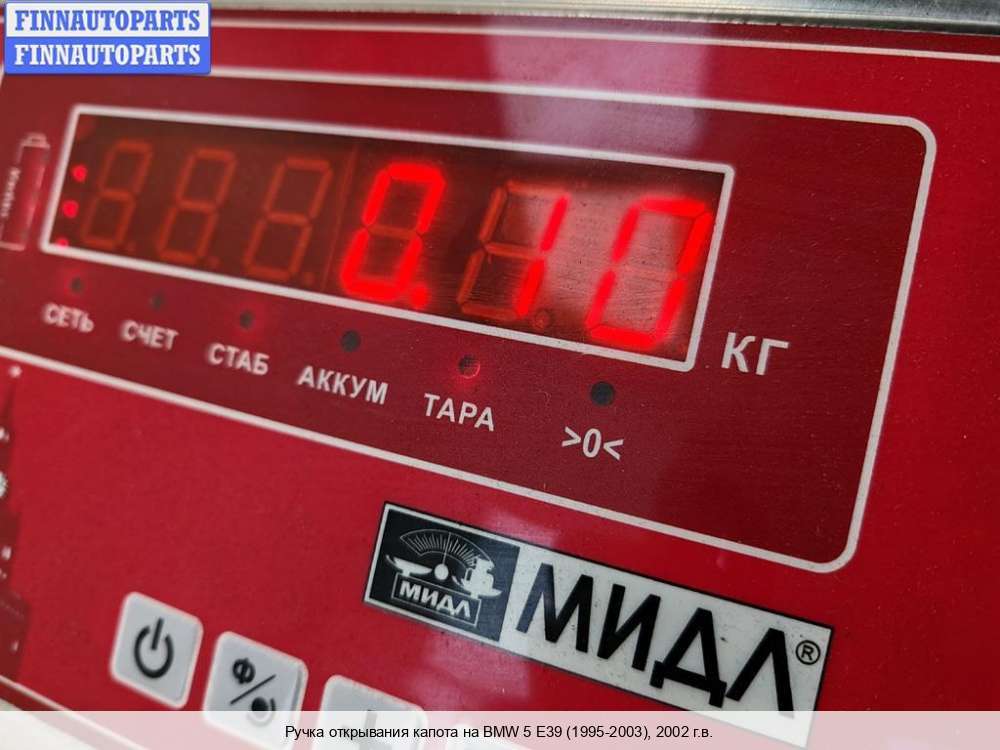 FINNAUTOPARTS
FINNAUTOPARTS
0.10
КГ
СЕТЬ СЧЕТ СТАБ АККУМ ТАРА >0<
МИДЛ
МИДЛ®
Ф/
Ручка открывания капота на BMW 5 E39 (1995-2003), 2002 г.в.